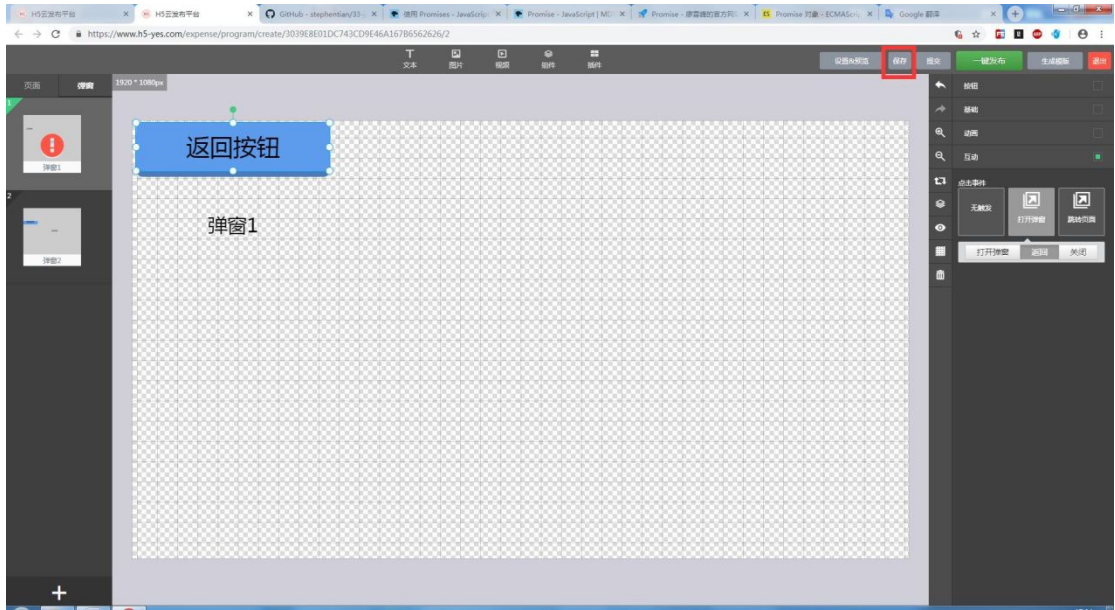 H5云发布平台
H5云发布平台
GitHub - stephentian/33-j
使用 Promises - JavaScrip
Promise - JavaScript | MD
Promise - 廖雪峰的官方网
Promise 对象 - ECMAScri
Google 翻译
https://www.h5-yes.com/expense/program/create/3039E8E01DC743CD9E46A167B6562626/2
文本 图片 视频 组件 插件
设置&预览 保存 提交 一键发布 生成模版 退出
页面 弹窗
1920 * 1080px
1
弹窗1
2
弹窗2
返回按钮
弹窗1
按钮
基础
动画
互动
点击事件
无触发 打开弹窗 跳转页面
打开弹窗 返回 关闭